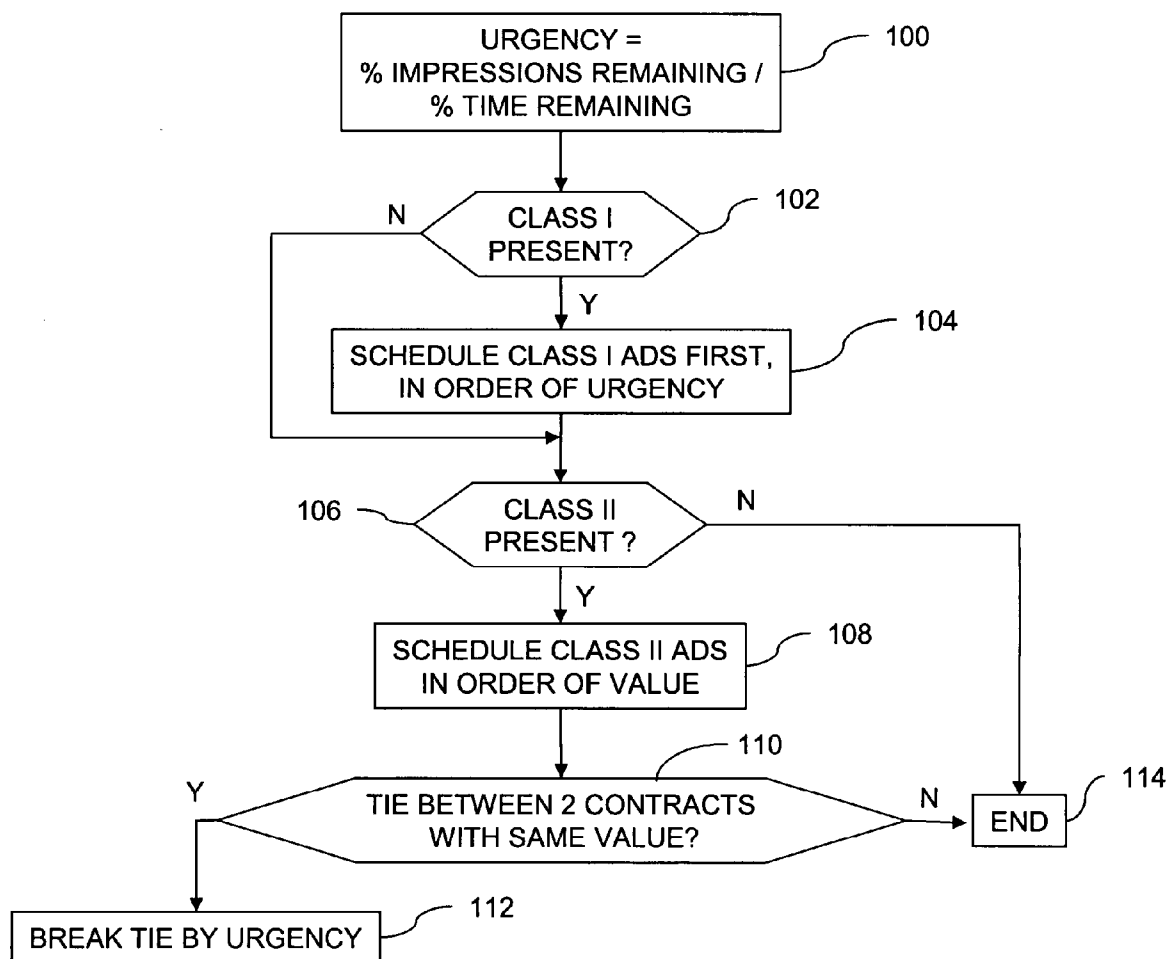 URGENCY =
% IMPRESSIONS REMAINING /
% TIME REMAINING
100
N
CLASS I
PRESENT?
102
Y
104
SCHEDULE CLASS I ADS FIRST,
IN ORDER OF URGENCY
106
CLASS II
PRESENT ?
N
Y
SCHEDULE CLASS II ADS
IN ORDER OF VALUE
108
110
Y
TIE BETWEEN 2 CONTRACTS
WITH SAME VALUE?
N
END
114
112
BREAK TIE BY URGENCY